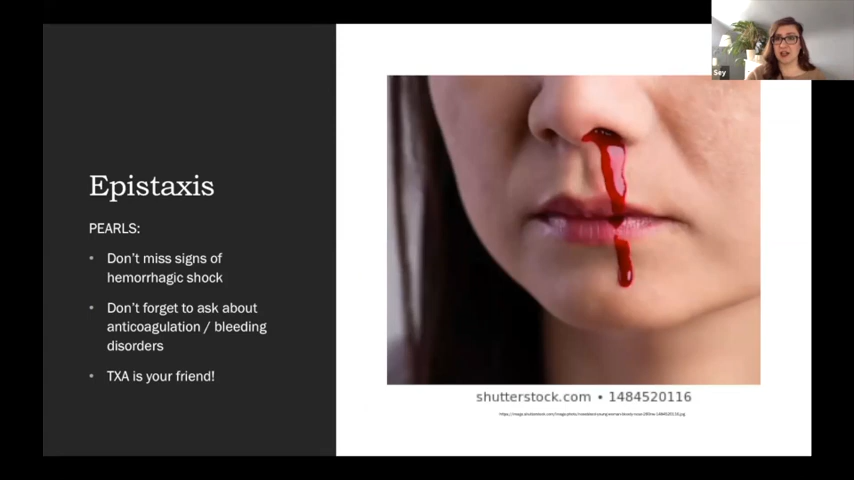 Say
Epistaxis
PEARLS:
• Don't miss signs of
hemorrhagic shock
• Don't forget to ask about
anticoagulation / bleeding
disorders
• TXA is your friend!
shutterstock.com • 1484520116